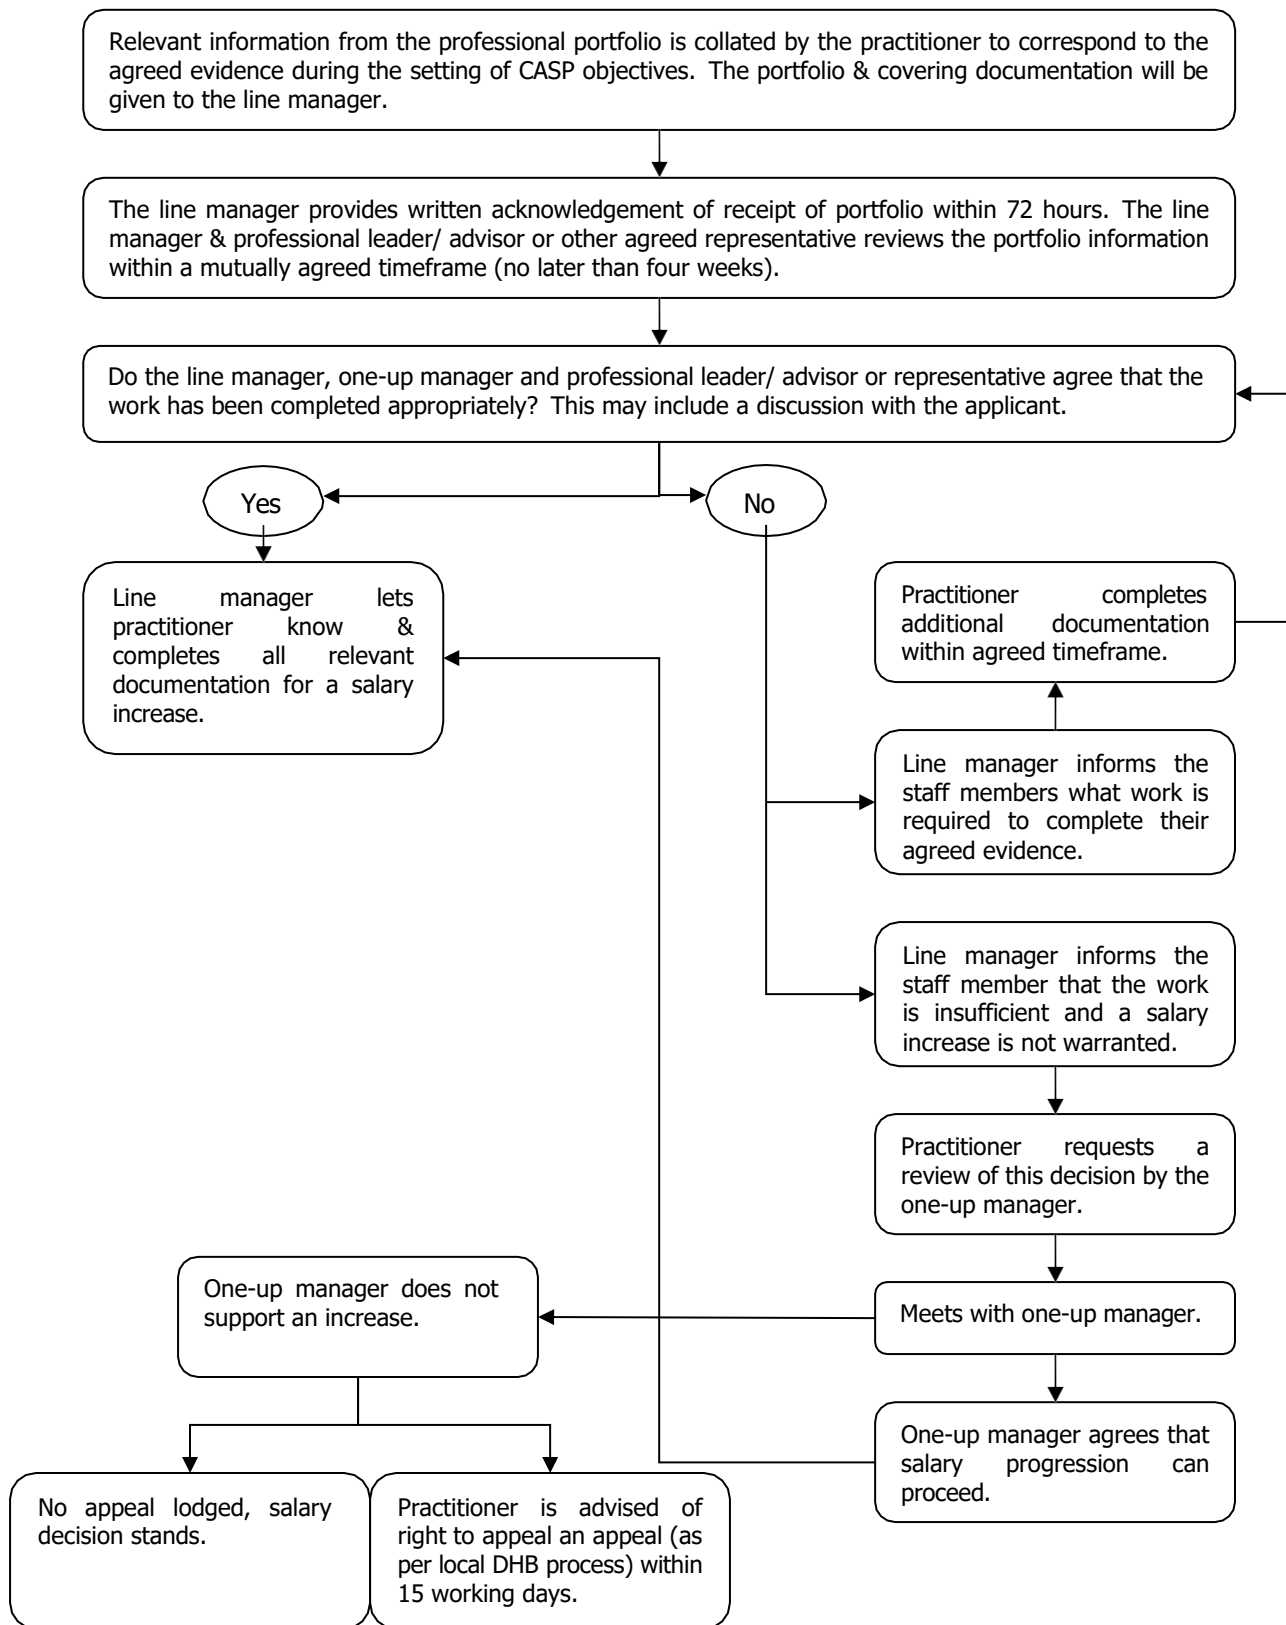 Relevant information from the professional portfolio is collated by the practitioner to correspond to the
agreed evidence during the setting of CASP objectives. The portfolio & covering documentation will be
given to the line manager.
The line manager provides written acknowledgement of receipt of portfolio within 72 hours. The line
manager & professional leader/ advisor or other agreed representative reviews the portfolio information
within a mutually agreed timeframe (no later than four weeks).
Do the line manager, one-up manager and professional leader/ advisor or representative agree that the
work has been completed appropriately? This may include a discussion with the applicant.
Yes
No
Line manager lets
practitioner know &
completes all relevant
documentation for a salary
increase.
Practitioner completes
additional documentation
within agreed timeframe.
Line manager informs the
staff members what work is
required to complete their
agreed evidence.
Line manager informs the
staff member that the work
is insufficient and a salary
increase is not warranted.
Practitioner requests a
review of this decision by the
one-up manager.
One-up manager does not
support an increase.
Meets with one-up manager.
One-up manager agrees that
salary progression can
proceed.
No appeal lodged, salary
decision stands.
Practitioner is advised of
right to appeal an appeal (as
per local DHB process) within
15 working days.